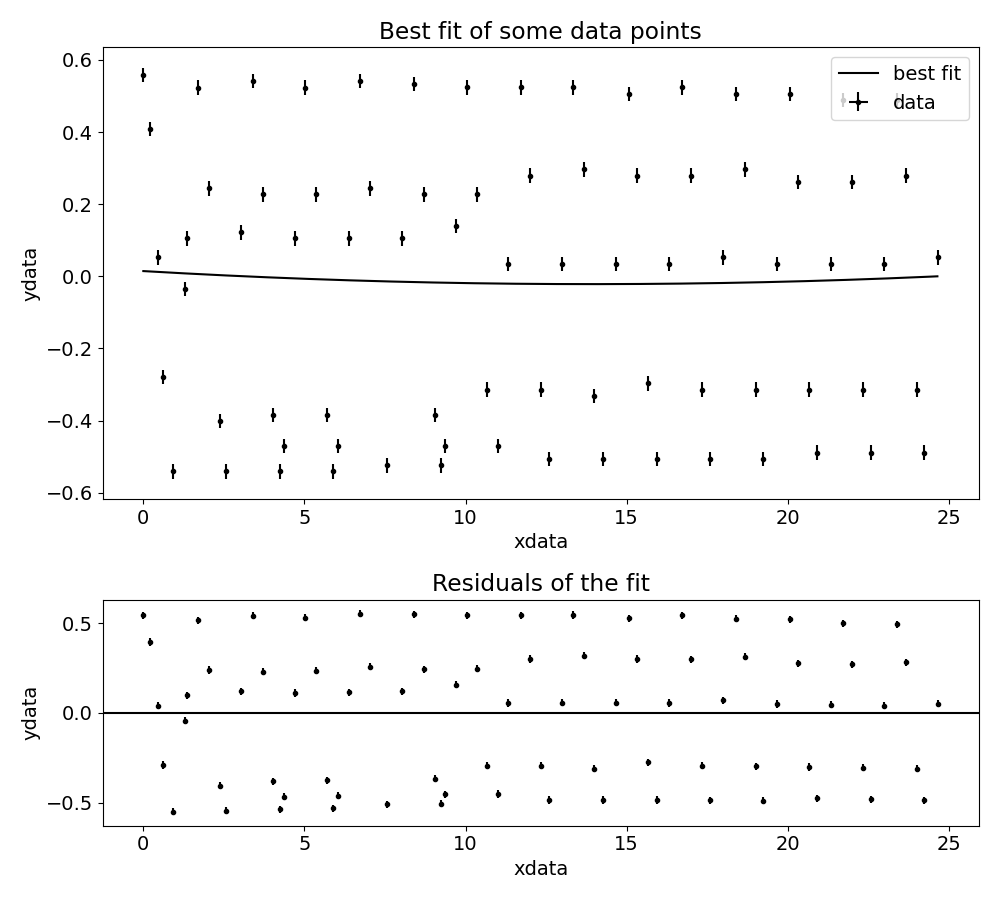 Best fit of some data points
0.6
0.4
0.2
0.0
−0.2
−0.4
−0.6
ydata
best fit
data
0 5 10 15 20 25
xdata
Residuals of the fit
0.5
0.0
−0.5
ydata
0 5 10 15 20 25
xdata